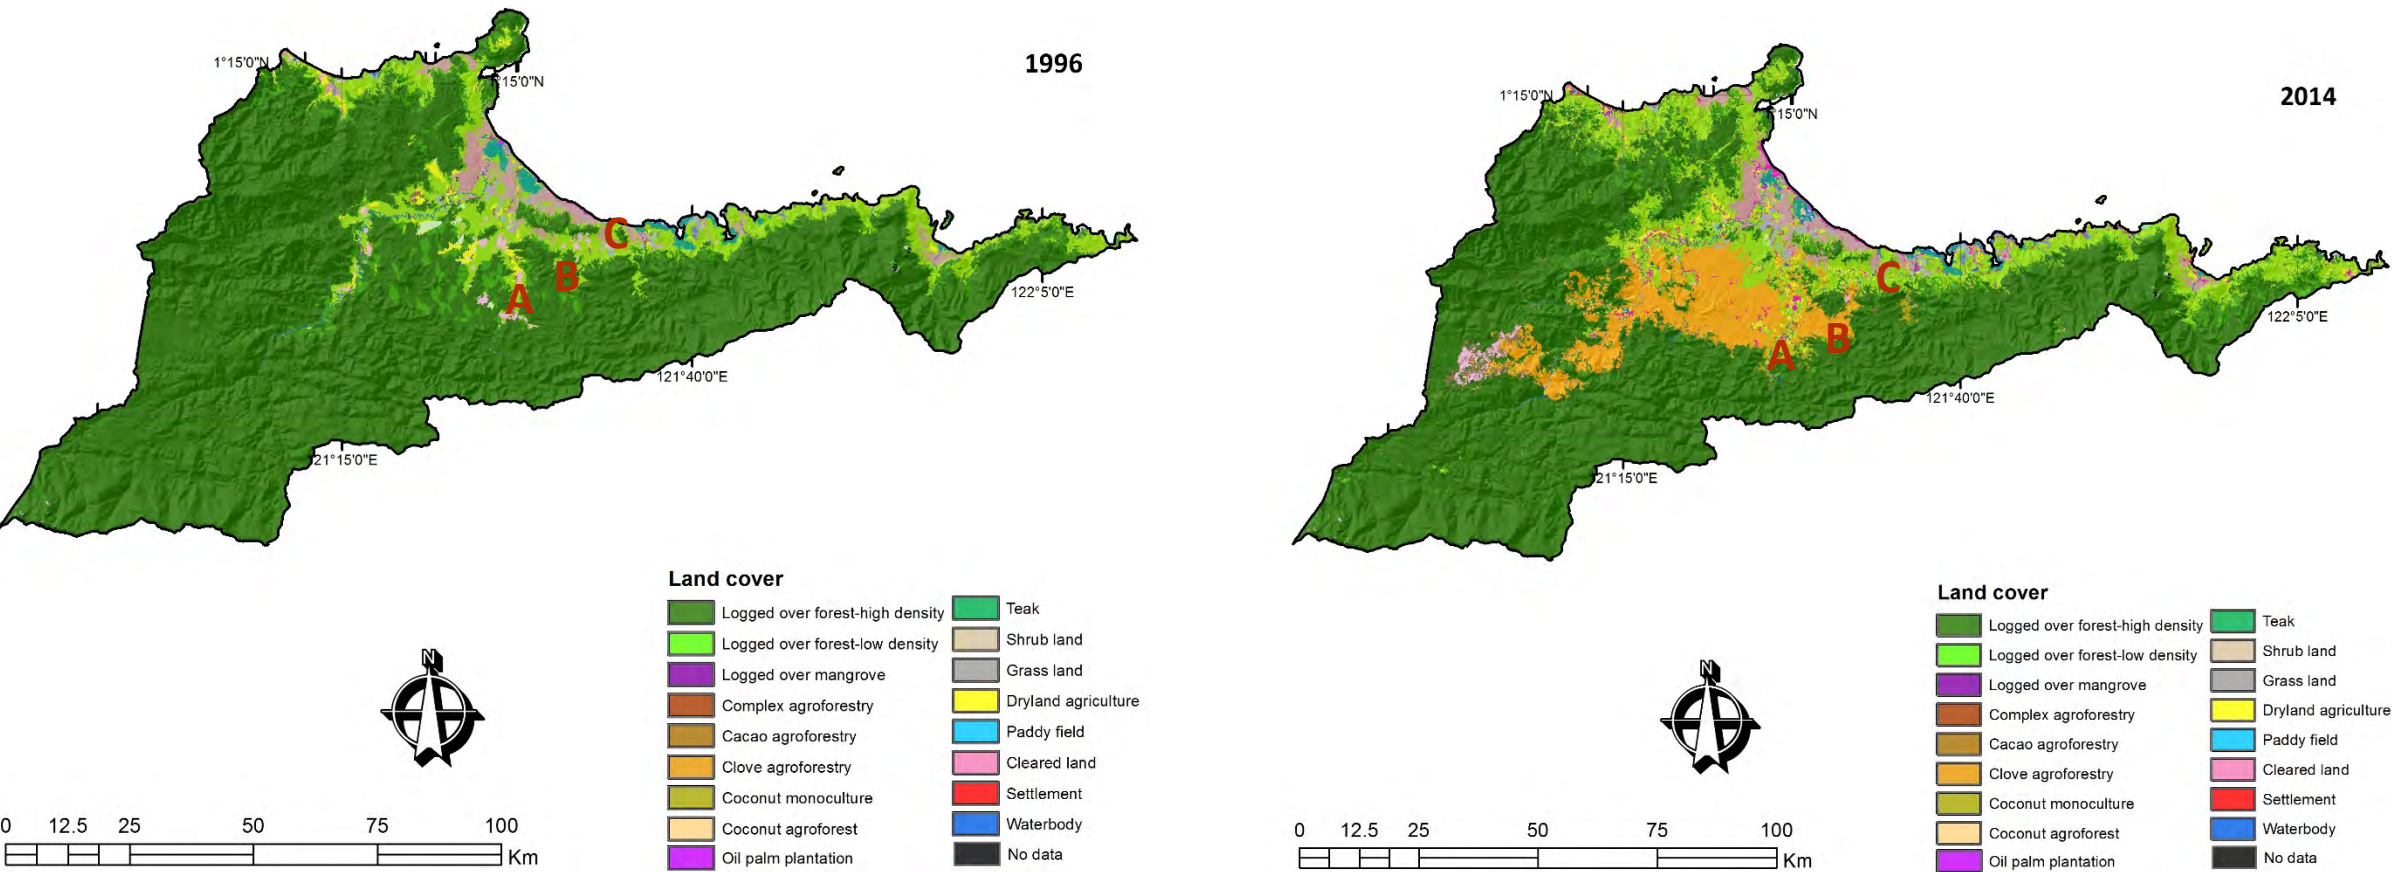 1996
1°15'0"N
15'0"N
C
B
A
122°5'0"E
121°40'0"E
21°15'0"E
Land cover
Logged over forest-high density
Logged over forest-low density
Logged over mangrove
Complex agroforestry
Cacao agroforestry
Clove agroforestry
Coconut monoculture
Coconut agroforest
Oil palm plantation
Teak
Shrub land
Grass land
Dryland agriculture
Paddy field
Cleared land
Settlement
Waterbody
No data
N
0 12.5 25 50 75 100
Km
2014
1°15'0"N
15'0"N
C
B
A
122°5'0"E
121°40'0"E
21°15'0"E
Land cover
Logged over forest-high density
Logged over forest-low density
Logged over mangrove
Complex agroforestry
Cacao agroforestry
Clove agroforestry
Coconut monoculture
Coconut agroforest
Oil palm plantation
Teak
Shrub land
Grass land
Dryland agriculture
Paddy field
Cleared land
Settlement
Waterbody
No data
N
0 12.5 25 50 75 100
Km